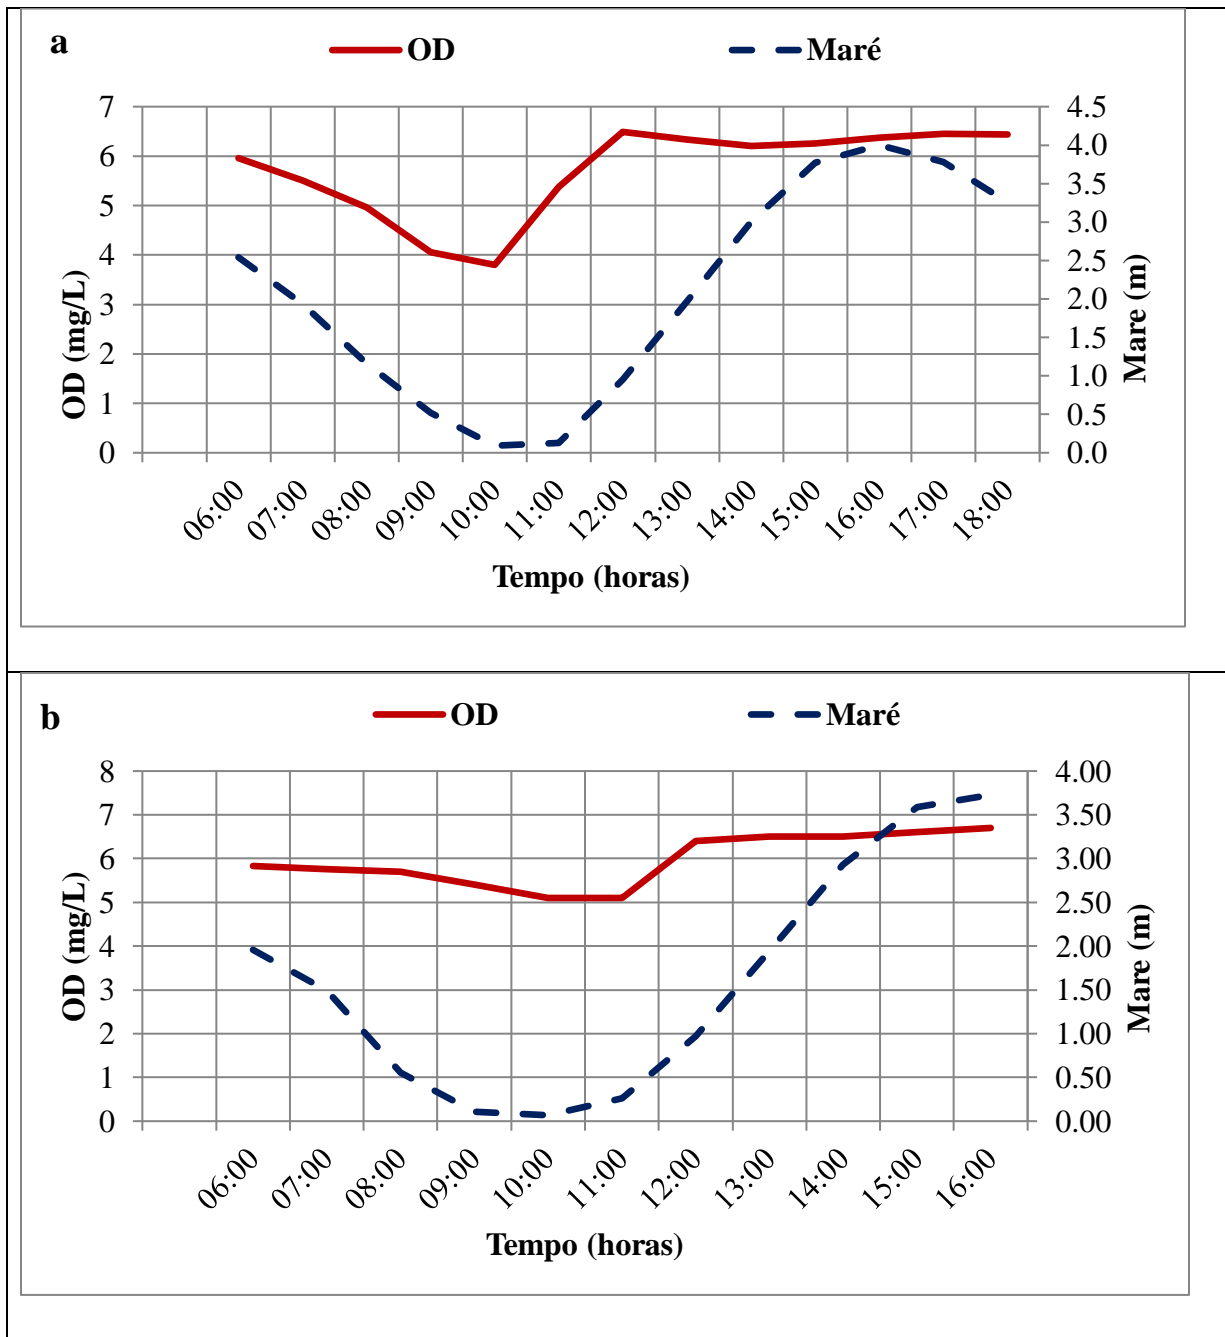 a
OD Maré
7 4.5
6 4.0
5 3.5
4 3.0
3 2.5
2 2.0
1 1.5
0 1.0
0.5
0.0
OD (mg/L)
Mare (m)
06:00 07:00 08:00 09:00 10:00 11:00 12:00 13:00 14:00 15:00 16:00 17:00 18:00
Tempo (horas)
b
OD Maré
8 4.00
7 3.50
6 3.00
5 2.50
4 2.00
3 1.50
2 1.00
1 0.50
0 0.00
OD (mg/L)
Mare (m)
06:00 07:00 08:00 09:00 10:00 11:00 12:00 13:00 14:00 15:00 16:00
Tempo (horas)